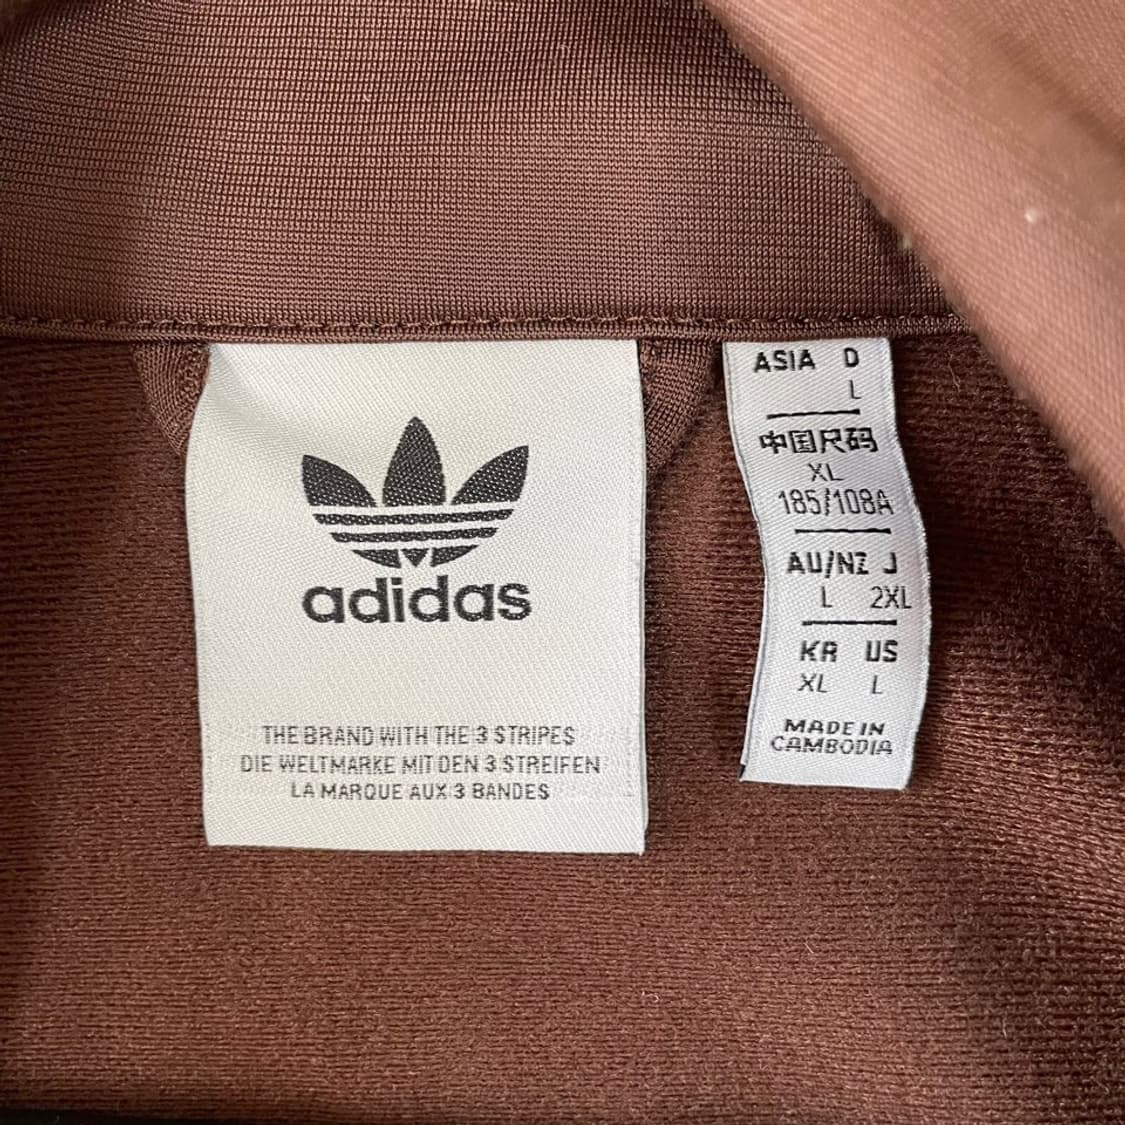 adidas
THE BRAND WITH THE 3 STRIPES
DIE WELTMARKE MIT DEN 3 STREIFEN
LA MARQUE AUX 3 BANDES
ASIA D
L
中国尺码
XL
185/108A
AU/NZ J
L 2XL
KR US
XL L
MADE IN
CAMBODIA